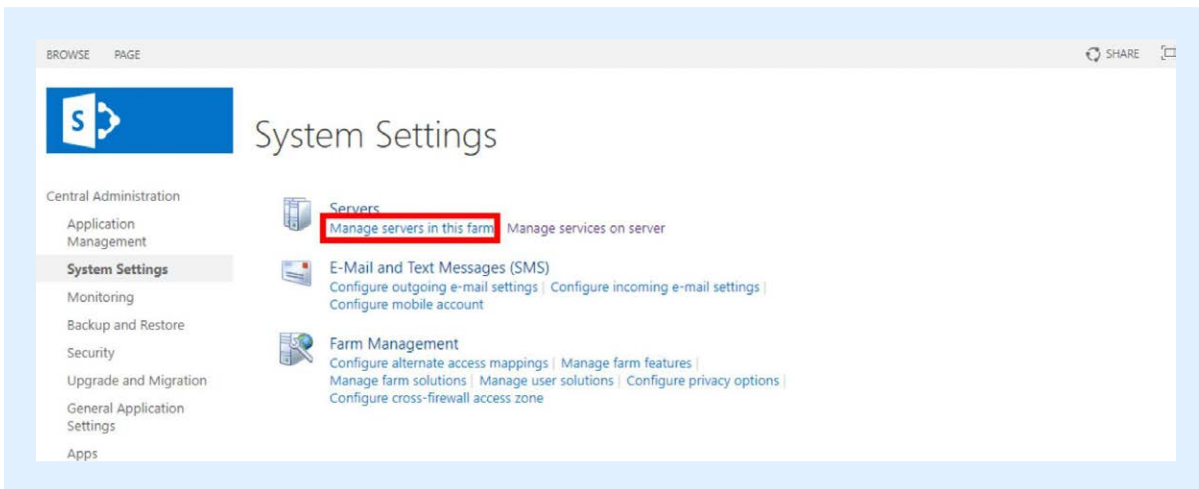 BROWSE PAGE
SHARE
S
System Settings
Central Administration
Application
Management
System Settings
Monitoring
Backup and Restore
Security
Upgrade and Migration
General Application
Settings
Apps
Servers
Manage servers in this farm Manage services on server
E-Mail and Text Messages (SMS)
Configure outgoing e-mail settings | Configure incoming e-mail settings |
Configure mobile account
Farm Management
Configure alternate access mappings | Manage farm features |
Manage farm solutions | Manage user solutions | Configure privacy options |
Configure cross-firewall access zone